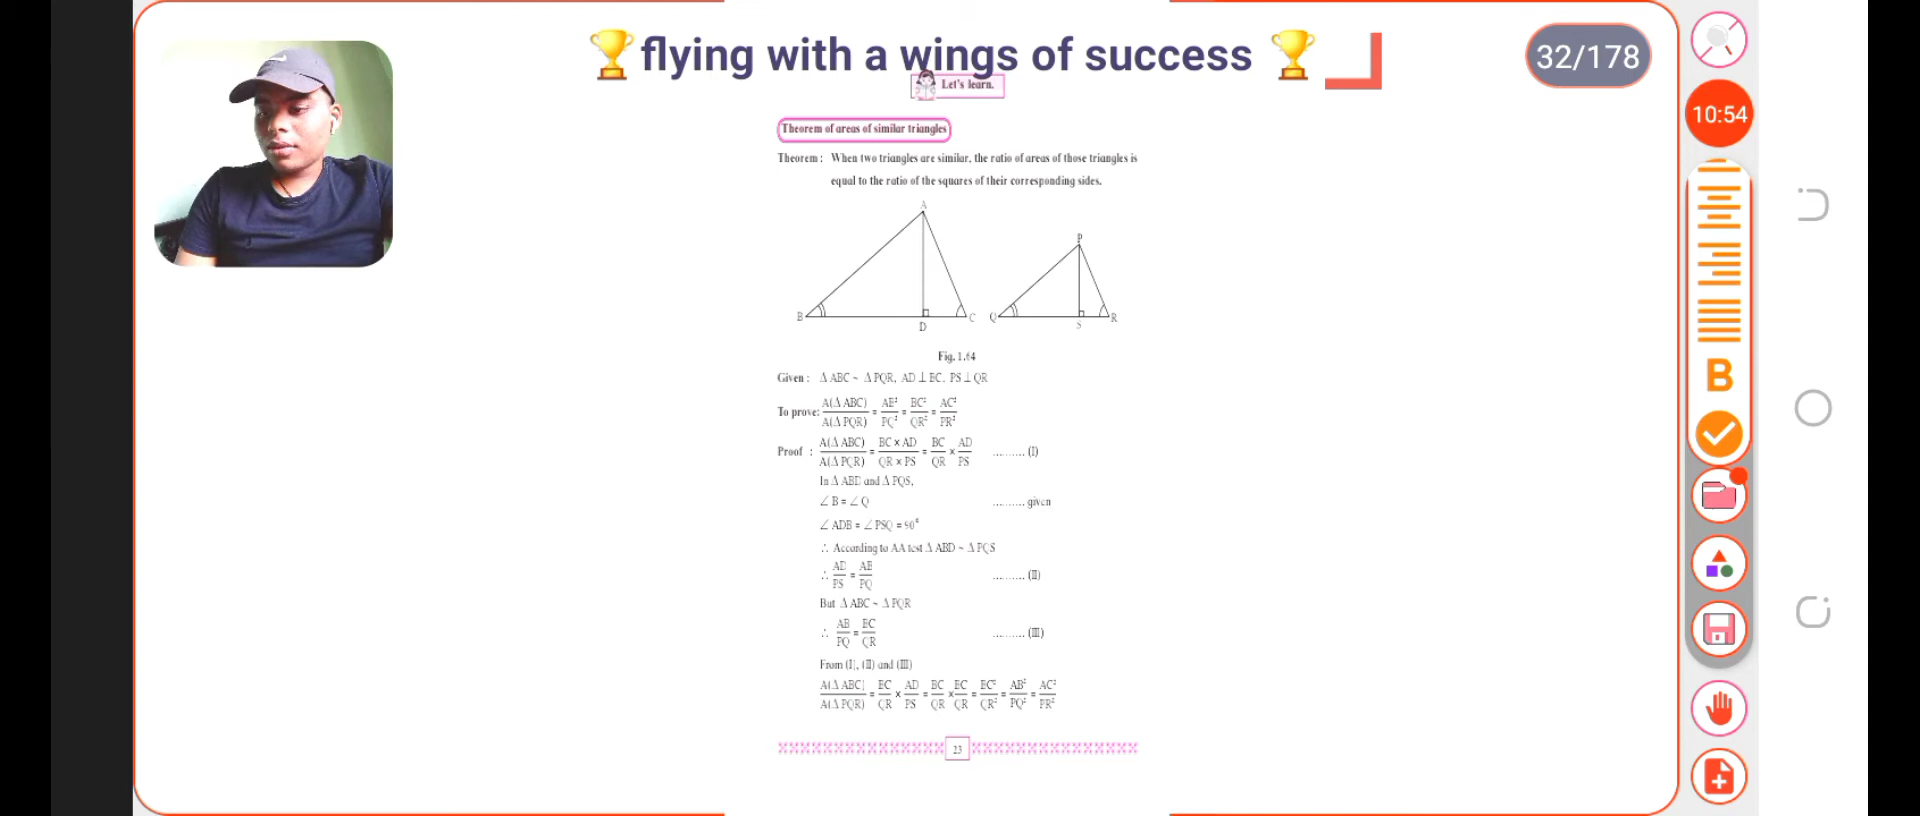 🏆flying with a wings of success 🏆
32/178
10:54
Let's learn.
Theorem of areas of similar triangles
Theorem : When two triangles are similar, the ratio of areas of those triangles is
equal to the ratio of the squares of their corresponding sides.
A
P
B D C Q S R
Fig. 1.64
Given : Δ ABC ~ Δ PQR, AD ⊥ BC, PS ⊥ QR
To prove: A(Δ ABC)/A(Δ PQR) = AB²/PQ² = BC²/QR² = AC²/PR²
Proof : A(Δ ABC)/A(Δ PQR) = BC × AD/QR × PS = BC/QR × AD/PS .......... (I)
In Δ ABD and Δ PQS,
∠ B = ∠ Q .......... given
∠ ADB = ∠ PSQ = 90°
∴ According to AA test Δ ABD ~ Δ PQS
∴ AD/PS = AB/PQ .......... (II)
But Δ ABC ~ Δ PQR
∴ AB/PQ = BC/QR .......... (III)
From (I), (II) and (III)
A(Δ ABC)/A(Δ PQR) = BC/QR × AD/PS = BC/QR × BC/QR = BC²/QR² = AB²/PQ² = AC²/PR²
23
B